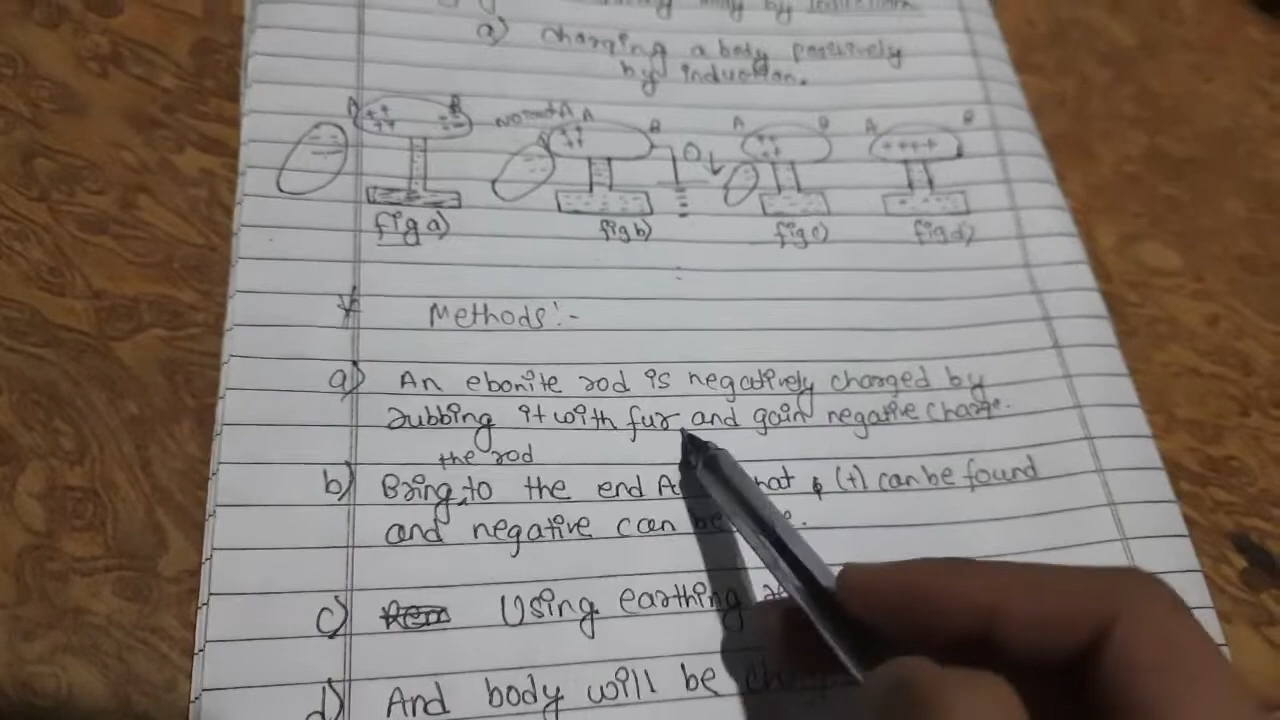 by induction
a) charging a body positively
by induction.
A B A B A B A B
fig a) fig b) fig c) fig d)
Methods:-
a) An ebonite rod is negatively charged by
rubbing it with fur and gain negative charge.
the rod
b) Bring to the end A (+) can be found
and negative can
c) Using earthing
d) And body will be